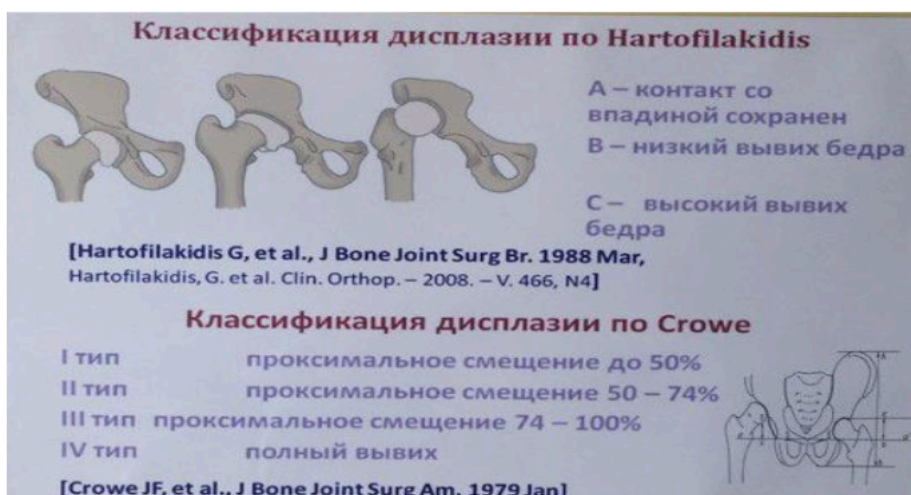 Классификация дисплазии по Hartofilakidis
А – контакт со
впадиной сохранен
В – низкий вывих бедра
С – высокий вывих
бедра
[Hartofilakidis G, et al., J Bone Joint Surg Br. 1988 Mar,
Hartofilakidis, G. et al. Clin. Orthop. – 2008. – V. 466, N4]
Классификация дисплазии по Crowe
I тип проксимальное смещение до 50%
II тип проксимальное смещение 50 – 74%
III тип проксимальное смещение 74 – 100%
IV тип полный вывих
[Crowe JF, et al., J Bone Joint Surg Am. 1979 Jan]